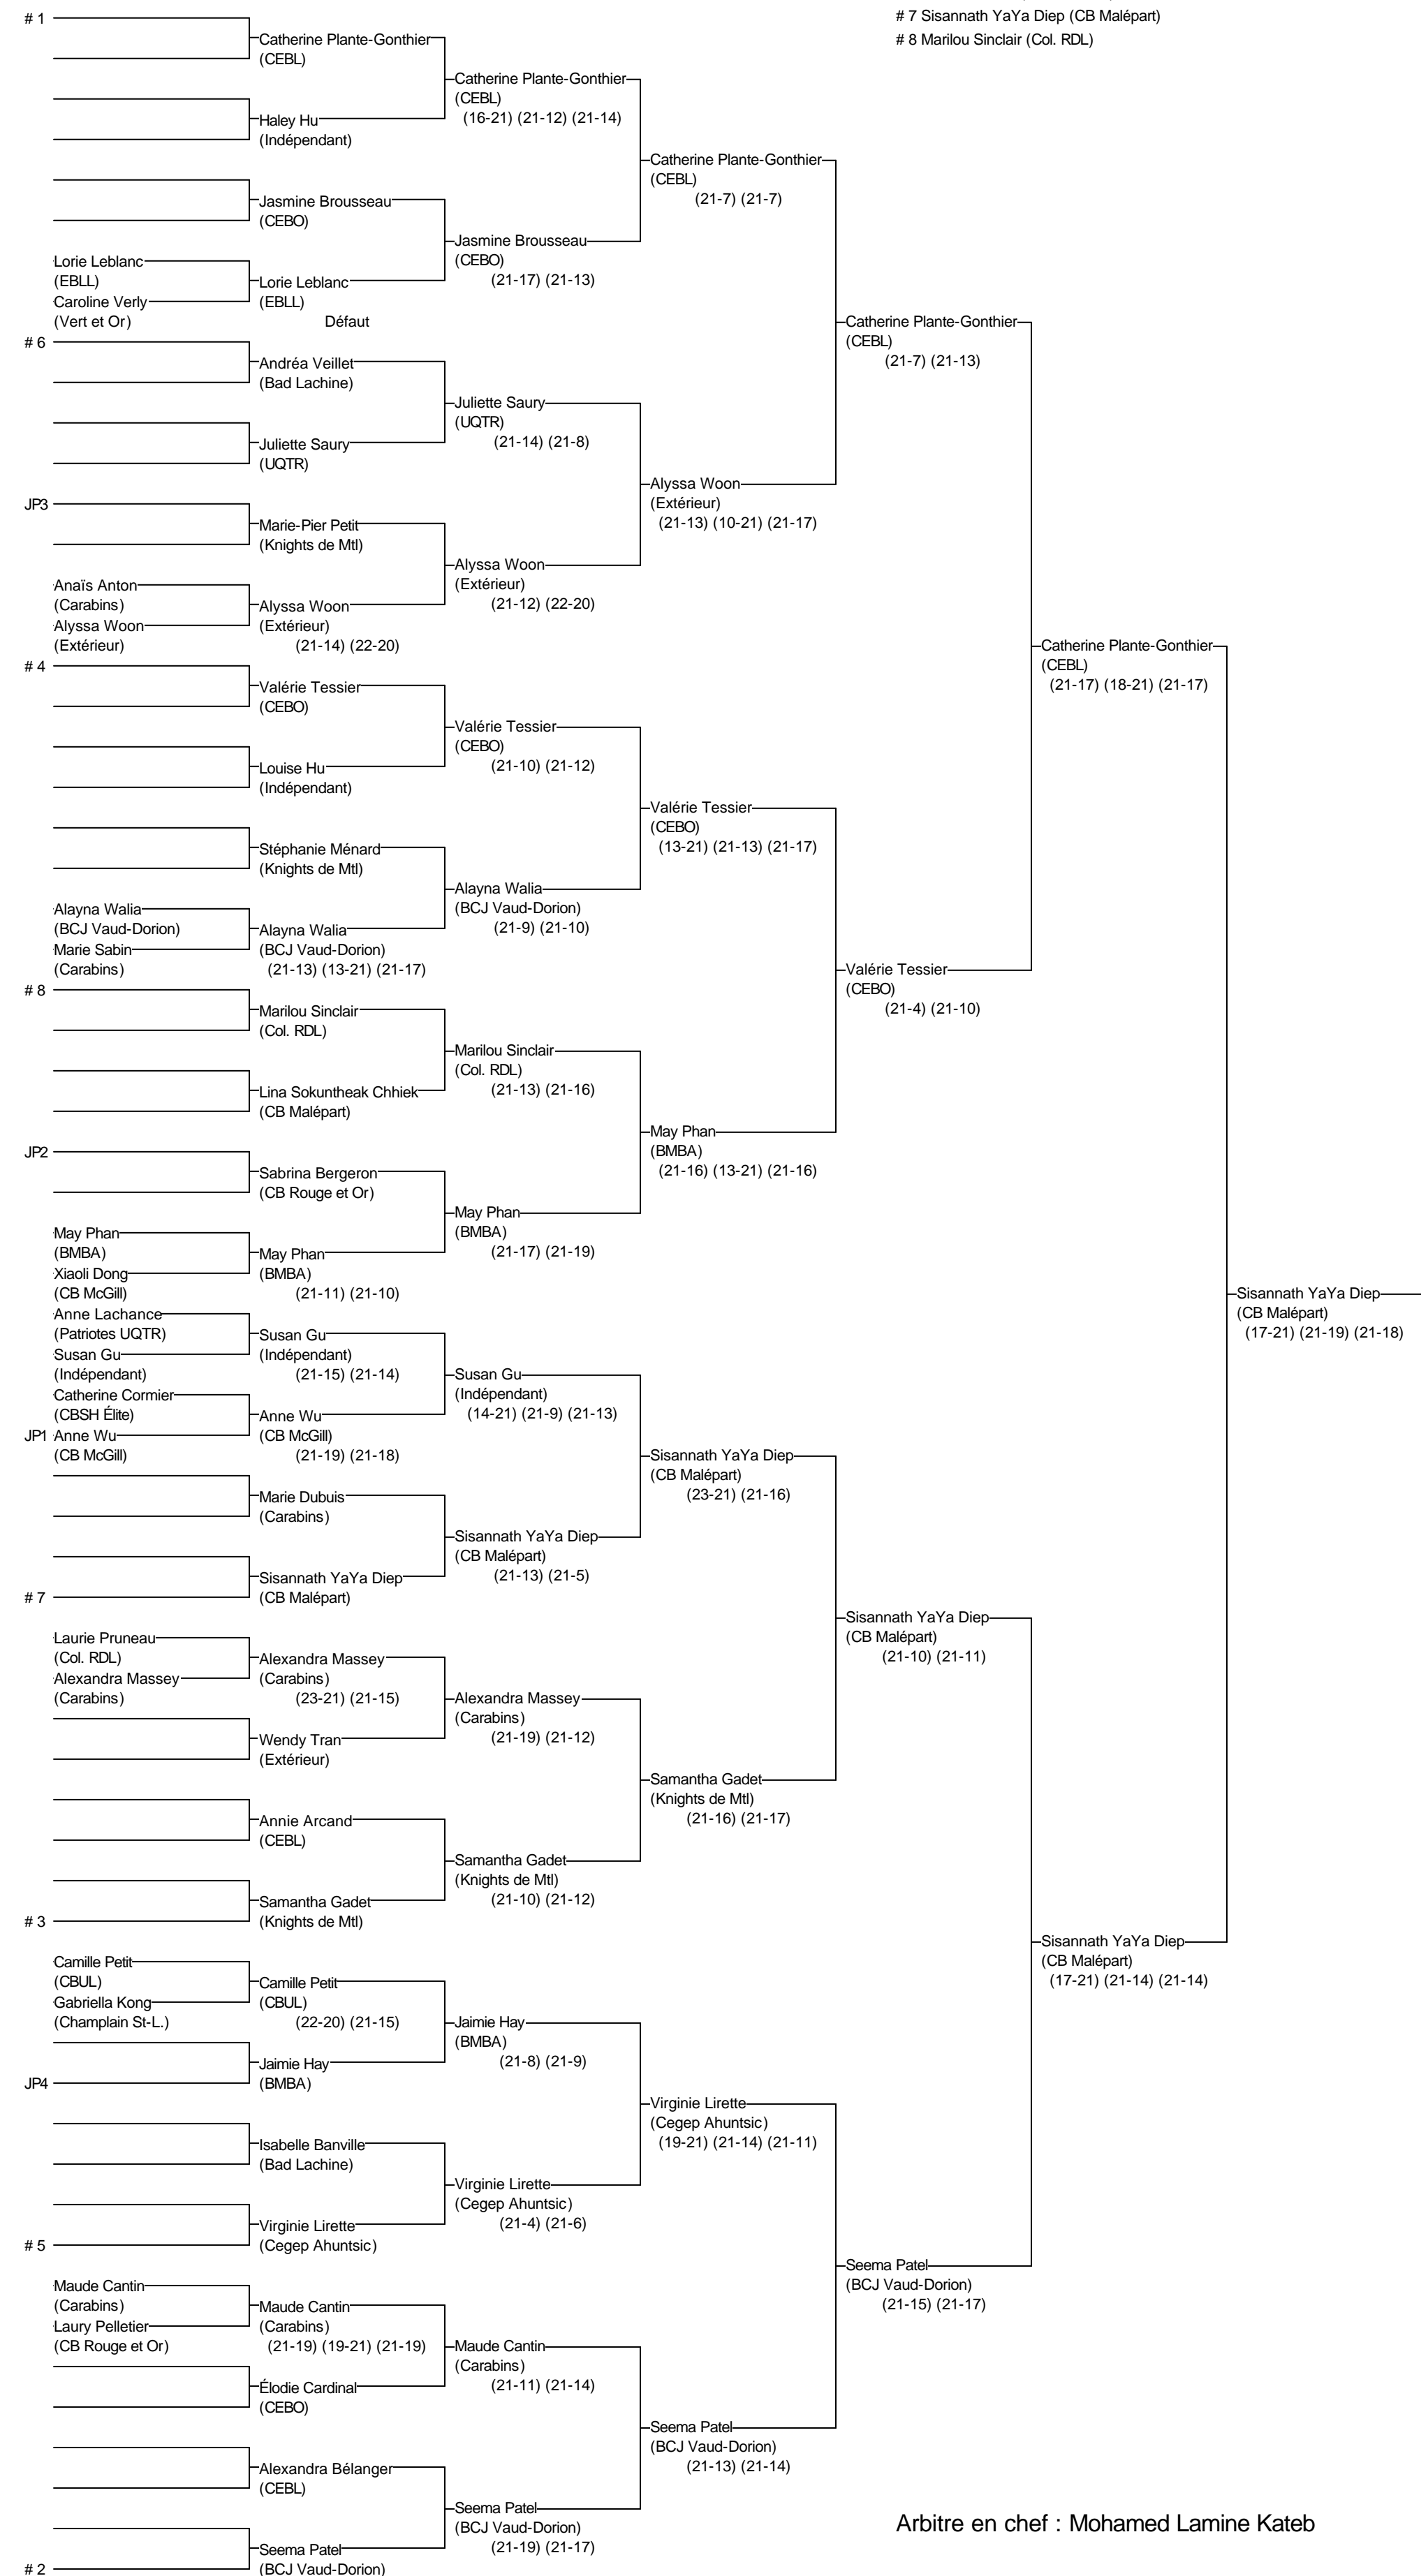 # 7 Sisannath YaYa Diep (CB Malépart)
# 8 Marilou Sinclair (Col. RDL)
# 1
Catherine Plante-Gonthier
(CEBL)
Catherine Plante-Gonthier
(CEBL)
(16-21) (21-12) (21-14)
Haley Hu
(Indépendant)
Catherine Plante-Gonthier
(CEBL)
(21-7) (21-7)
Jasmine Brousseau
(CEBO)
Jasmine Brousseau
(CEBO)
(21-17) (21-13)
Lorie Leblanc
(EBLL)
Caroline Verly
(Vert et Or)
Lorie Leblanc
(EBLL)
Défaut
Catherine Plante-Gonthier
(CEBL)
(21-7) (21-13)
# 6
Andréa Veillet
(Bad Lachine)
Juliette Saury
(UQTR)
(21-14) (21-8)
Juliette Saury
(UQTR)
Alyssa Woon
(Extérieur)
(21-13) (10-21) (21-17)
JP3
Marie-Pier Petit
(Knights de Mtl)
Alyssa Woon
(Extérieur)
(21-12) (22-20)
Anaïs Anton
(Carabins)
Alyssa Woon
(Extérieur)
Alyssa Woon
(Extérieur)
(21-14) (22-20)
Catherine Plante-Gonthier
(CEBL)
(21-17) (18-21) (21-17)
# 4
Valérie Tessier
(CEBO)
Valérie Tessier
(CEBO)
(21-10) (21-12)
Louise Hu
(Indépendant)
Valérie Tessier
(CEBO)
(13-21) (21-13) (21-17)
Stéphanie Ménard
(Knights de Mtl)
Alayna Walia
(BCJ Vaud-Dorion)
(21-9) (21-10)
Alayna Walia
(BCJ Vaud-Dorion)
Marie Sabin
(Carabins)
Alayna Walia
(BCJ Vaud-Dorion)
(21-13) (13-21) (21-17)
Valérie Tessier
(CEBO)
(21-4) (21-10)
# 8
Marilou Sinclair
(Col. RDL)
Marilou Sinclair
(Col. RDL)
(21-13) (21-16)
Lina Sokuntheak Chhiek
(CB Malépart)
May Phan
(BMBA)
(21-16) (13-21) (21-16)
JP2
Sabrina Bergeron
(CB Rouge et Or)
May Phan
(BMBA)
(21-17) (21-19)
May Phan
(BMBA)
Xiaoli Dong
(CB McGill)
May Phan
(BMBA)
(21-11) (21-10)
Sisannath YaYa Diep
(CB Malépart)
(17-21) (21-19) (21-18)
Anne Lachance
(Patriotes UQTR)
Susan Gu
(Indépendant)
Susan Gu
(Indépendant)
(21-15) (21-14)
Susan Gu
(Indépendant)
(14-21) (21-9) (21-13)
Catherine Cormier
(CBSH Élite)
JP1 Anne Wu
(CB McGill)
Anne Wu
(CB McGill)
(21-19) (21-18)
Sisannath YaYa Diep
(CB Malépart)
(23-21) (21-16)
Marie Dubuis
(Carabins)
Sisannath YaYa Diep
(CB Malépart)
(21-13) (21-5)
Sisannath YaYa Diep
(CB Malépart)
# 7
Sisannath YaYa Diep
(CB Malépart)
(21-10) (21-11)
Laurie Pruneau
(Col. RDL)
Alexandra Massey
(Carabins)
Alexandra Massey
(Carabins)
(23-21) (21-15)
Alexandra Massey
(Carabins)
(21-19) (21-12)
Wendy Tran
(Extérieur)
Samantha Gadet
(Knights de Mtl)
(21-16) (21-17)
Annie Arcand
(CEBL)
Samantha Gadet
(Knights de Mtl)
(21-10) (21-12)
Samantha Gadet
(Knights de Mtl)
# 3
Sisannath YaYa Diep
(CB Malépart)
(17-21) (21-14) (21-14)
Camille Petit
(CBUL)
Gabriella Kong
(Champlain St-L.)
Camille Petit
(CBUL)
(22-20) (21-15)
Jaimie Hay
(BMBA)
(21-8) (21-9)
Jaimie Hay
(BMBA)
JP4
Virginie Lirette
(Cegep Ahuntsic)
(19-21) (21-14) (21-11)
Isabelle Banville
(Bad Lachine)
Virginie Lirette
(Cegep Ahuntsic)
(21-4) (21-6)
Virginie Lirette
(Cegep Ahuntsic)
# 5
Seema Patel
(BCJ Vaud-Dorion)
(21-15) (21-17)
Maude Cantin
(Carabins)
Laury Pelletier
(CB Rouge et Or)
Maude Cantin
(Carabins)
(21-19) (19-21) (21-19)
Maude Cantin
(Carabins)
(21-11) (21-14)
Élodie Cardinal
(CEBO)
Seema Patel
(BCJ Vaud-Dorion)
(21-13) (21-14)
Alexandra Bélanger
(CEBL)
Seema Patel
(BCJ Vaud-Dorion)
(21-19) (21-17)
Seema Patel
(BCJ Vaud-Dorion)
# 2
Arbitre en chef : Mohamed Lamine Kateb